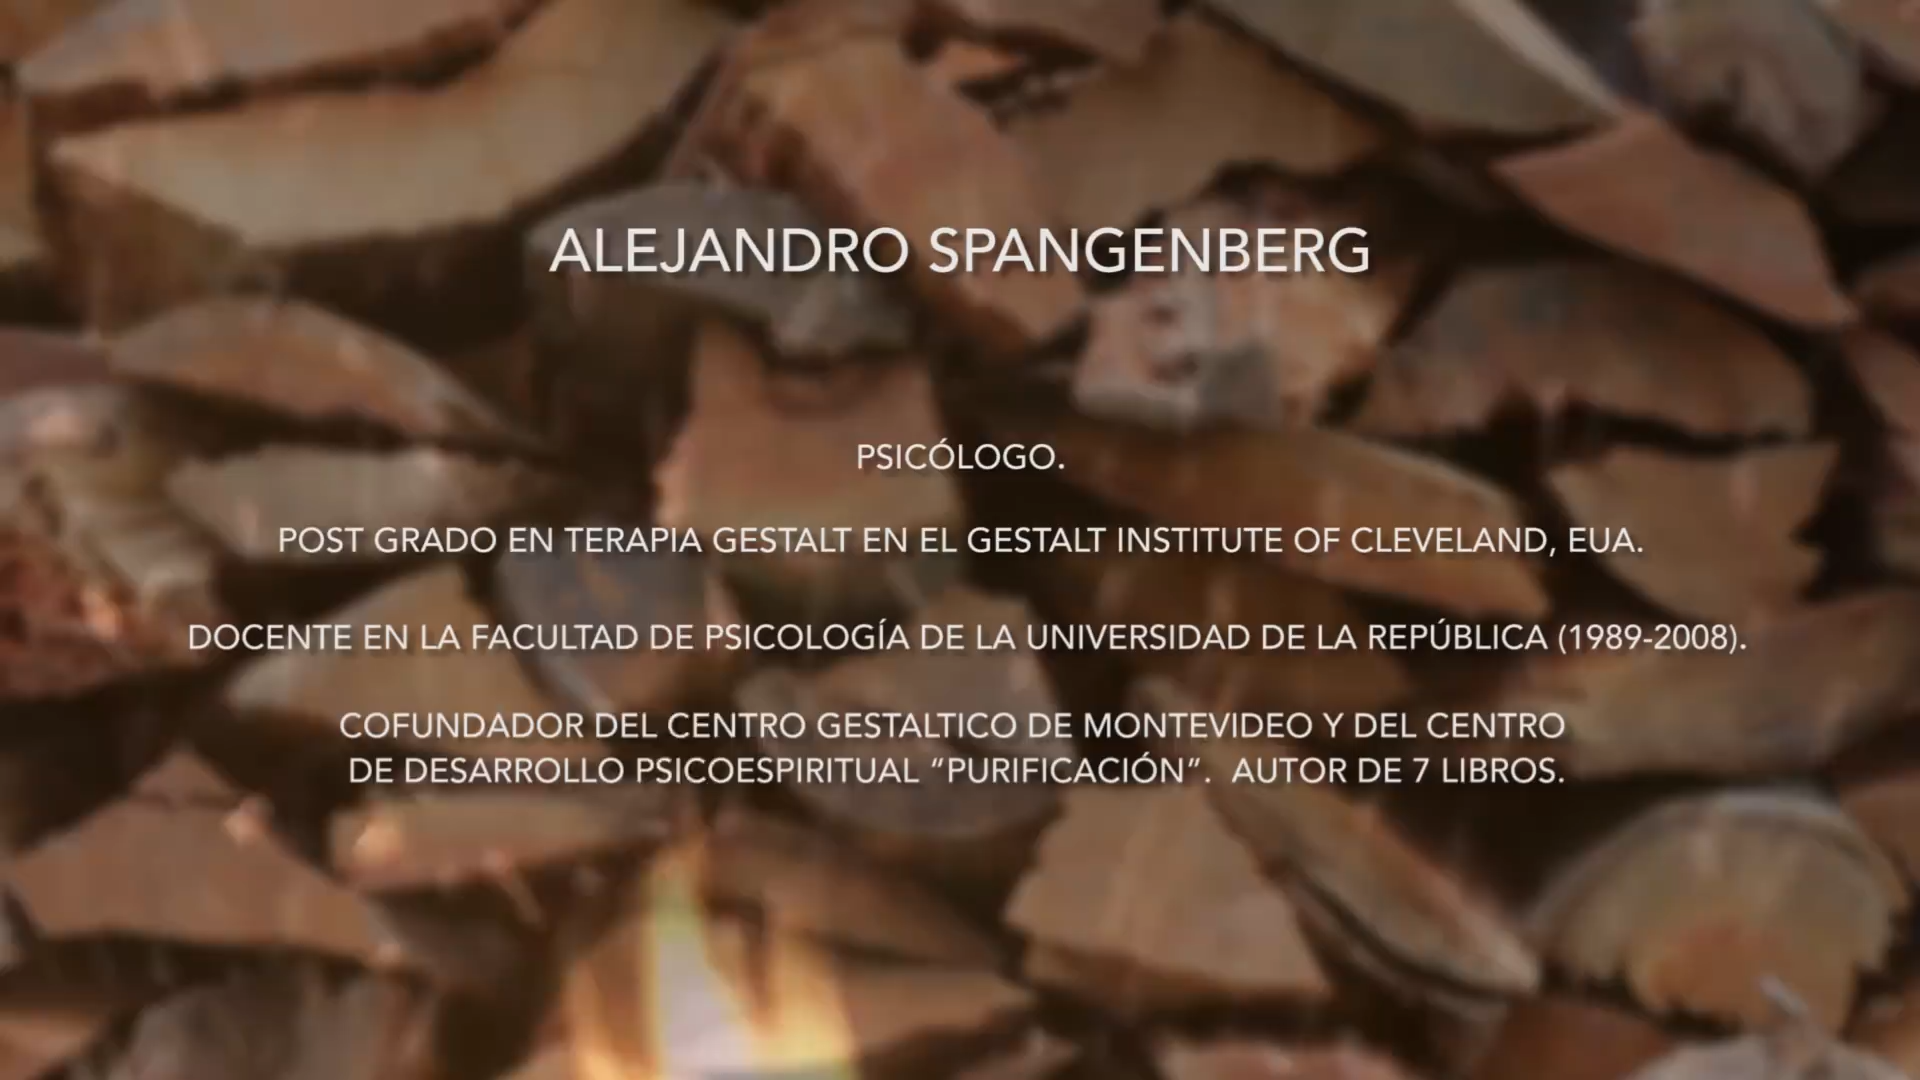 ALEJANDRO SPANGENBERG
PSICÓLOGO.
POST GRADO EN TERAPIA GESTALT EN EL GESTALT INSTITUTE OF CLEVELAND, EUA.
DOCENTE EN LA FACULTAD DE PSICOLOGÍA DE LA UNIVERSIDAD DE LA REPÚBLICA (1989-2008).
COFUNDADOR DEL CENTRO GESTALTICO DE MONTEVIDEO Y DEL CENTRO
DE DESARROLLO PSICOESPIRITUAL “PURIFICACIÓN”. AUTOR DE 7 LIBROS.